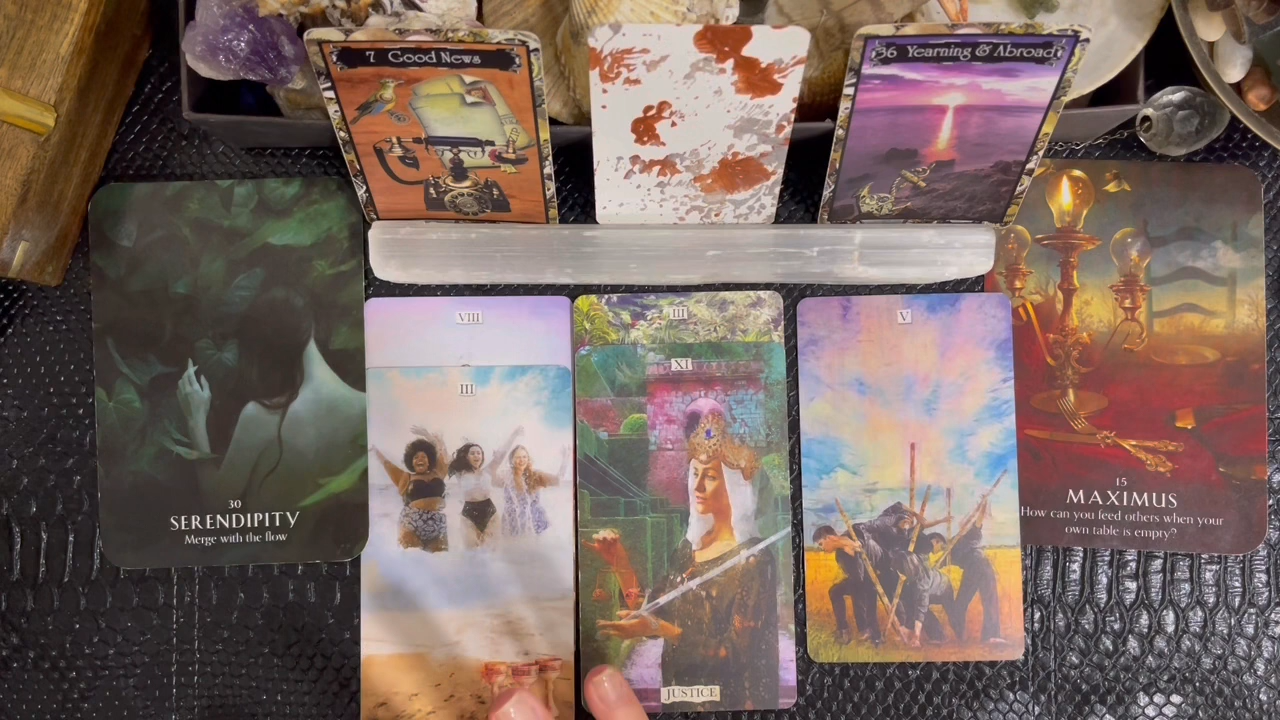 7 Good News
36 Yearning & Abroad
30
SERENDIPITY
Merge with the flow
VIII
III
III
XI
JUSTICE
V
15
MAXIMUS
How can you feed others when your
own table is empty?